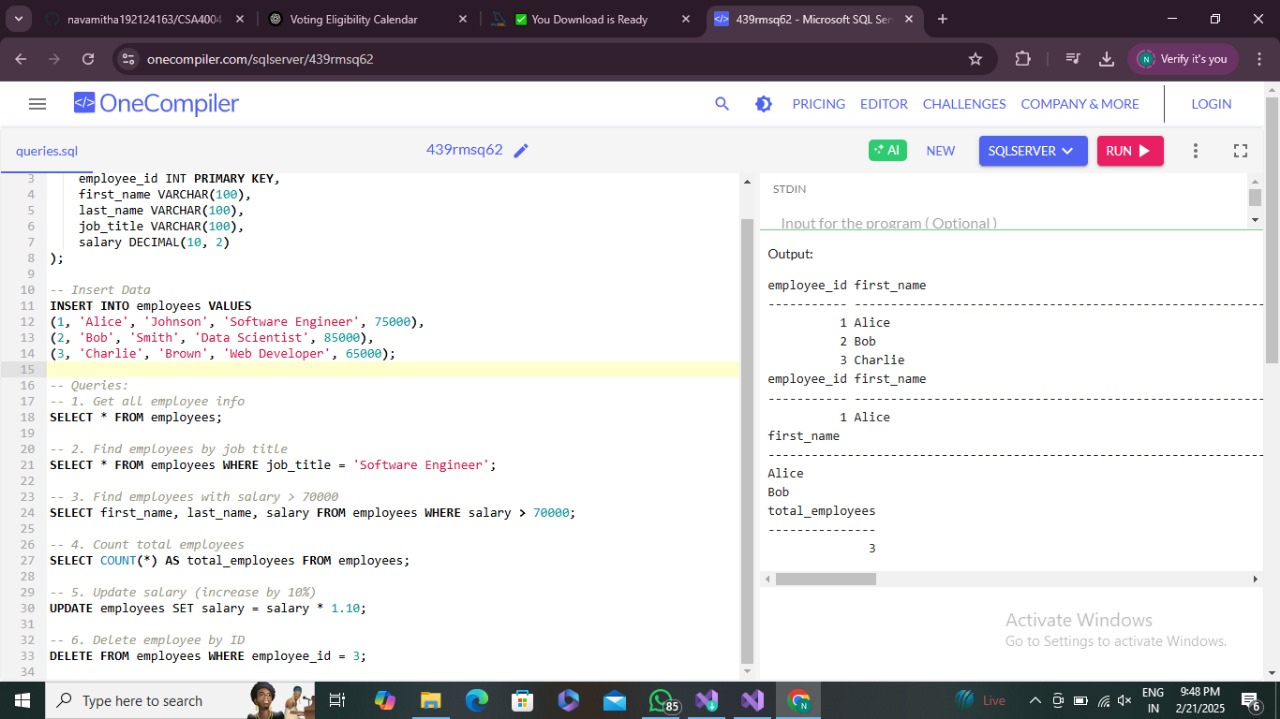 navamitha192124163/CSA4004
Voting Eligibility Calendar
You Download is Ready
439rmsq62 - Microsoft SQL Ser
onecompiler.com/sqlserver/439rmsq62
N
Verify it's you
</> OneCompiler
PRICING
EDITOR
CHALLENGES
COMPANY & MORE
LOGIN
queries.sql
439rmsq62
AI
NEW
SQLSERVER
RUN
3 employee_id INT PRIMARY KEY,
4 first_name VARCHAR(100),
5 last_name VARCHAR(100),
6 job_title VARCHAR(100),
7 salary DECIMAL(10, 2)
8 );
9
10 -- Insert Data
11 INSERT INTO employees VALUES
12 (1, 'Alice', 'Johnson', 'Software Engineer', 75000),
13 (2, 'Bob', 'Smith', 'Data Scientist', 85000),
14 (3, 'Charlie', 'Brown', 'Web Developer', 65000);
15
16 -- Queries:
17 -- 1. Get all employee info
18 SELECT * FROM employees;
19
20 -- 2. Find employees by job title
21 SELECT * FROM employees WHERE job_title = 'Software Engineer';
22
23 -- 3. Find employees with salary > 70000
24 SELECT first_name, last_name, salary FROM employees WHERE salary > 70000;
25
26 -- 4. Count total employees
27 SELECT COUNT(*) AS total_employees FROM employees;
28
29 -- 5. Update salary (increase by 10%)
30 UPDATE employees SET salary = salary * 1.10;
31
32 -- 6. Delete employee by ID
33 DELETE FROM employees WHERE employee_id = 3;
34
STDIN
Input for the program ( Optional )
Output:
employee_id first_name
----------- ------------------------------------------------------
1 Alice
2 Bob
3 Charlie
employee_id first_name
----------- ------------------------------------------------------
1 Alice
first_name
------------------------------------------------------------------
Alice
Bob
total_employees
---------------
3
Activate Windows
Go to Settings to activate Windows.
Type here to search
85
N
Live
ENG
IN
9:48 PM
2/21/2025
6